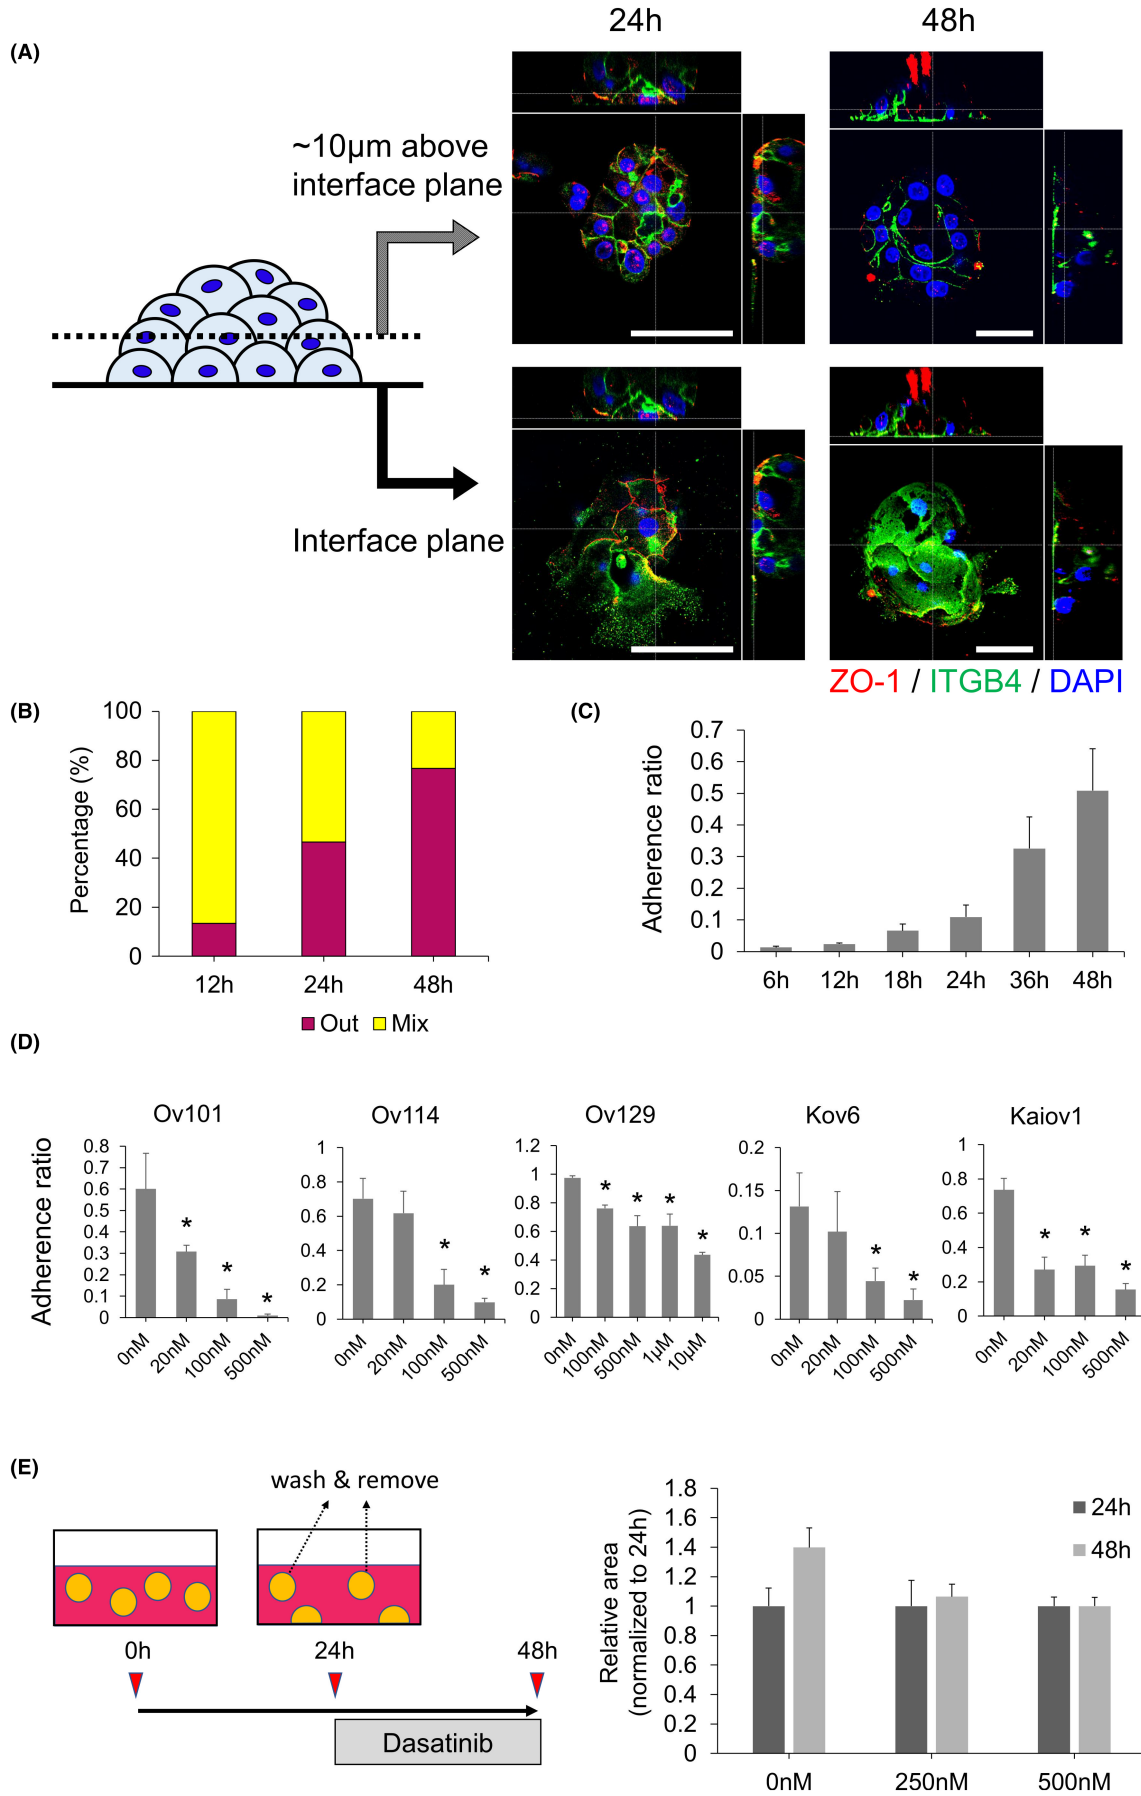 24h 48h
(A)
~10µm above
interface plane
Interface plane
ZO-1 / ITGB4 / DAPI
(B)
Percentage (%)
100
80
60
40
20
0
12h 24h 48h
Out Mix
(C)
Adherence ratio
0.7
0.6
0.5
0.4
0.3
0.2
0.1
0
6h 12h 18h 24h 36h 48h
(D)
Adherence ratio
Ov101
0.8
0.7
0.6
0.5
0.4
0.3
0.2
0.1
0
* * *
0nM 20nM 100nM 500nM
Ov114
1
0.8
0.6
0.4
0.2
0
* *
0nM 20nM 100nM 500nM
Ov129
1.2
1
0.8
0.6
0.4
0.2
0
* * * *
0nM 100nM 500nM 1µM 10µM
Kov6
0.2
0.15
0.1
0.05
0
* *
0nM 20nM 100nM 500nM
Kaiov1
1
0.8
0.6
0.4
0.2
0
* * *
0nM 20nM 100nM 500nM
(E)
wash & remove
0h 24h 48h
Dasatinib
Relative area
(normalized to 24h)
1.8
1.6
1.4
1.2
1
0.8
0.6
0.4
0.2
0
24h
48h
0nM 250nM 500nM